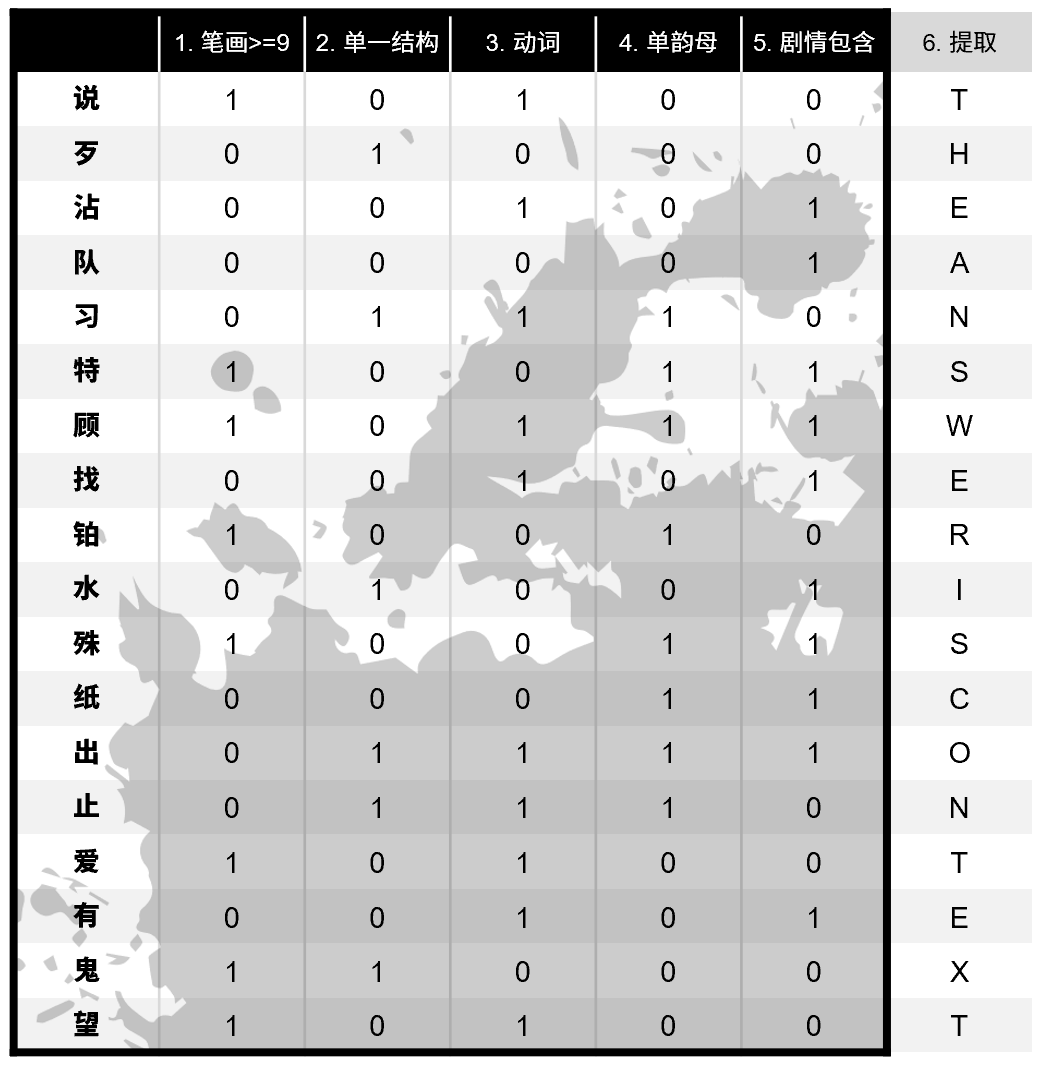 1. 笔画>=9 2. 单一结构 3. 动词 4. 单韵母 5. 剧情包含 6. 提取
说 1 0 1 0 0 T
歹 0 1 0 0 0 H
沾 0 0 1 0 1 E
队 0 0 0 0 1 A
习 0 1 1 1 0 N
特 1 0 0 1 1 S
顾 1 0 1 1 1 W
找 0 0 1 0 1 E
铂 1 0 0 1 0 R
水 0 1 0 0 1 I
殊 1 0 0 1 1 S
纸 0 0 0 1 1 C
出 0 1 1 1 1 O
止 0 1 1 1 0 N
爱 1 0 1 0 0 T
有 0 0 1 0 1 E
鬼 1 1 0 0 0 X
望 1 0 1 0 0 T